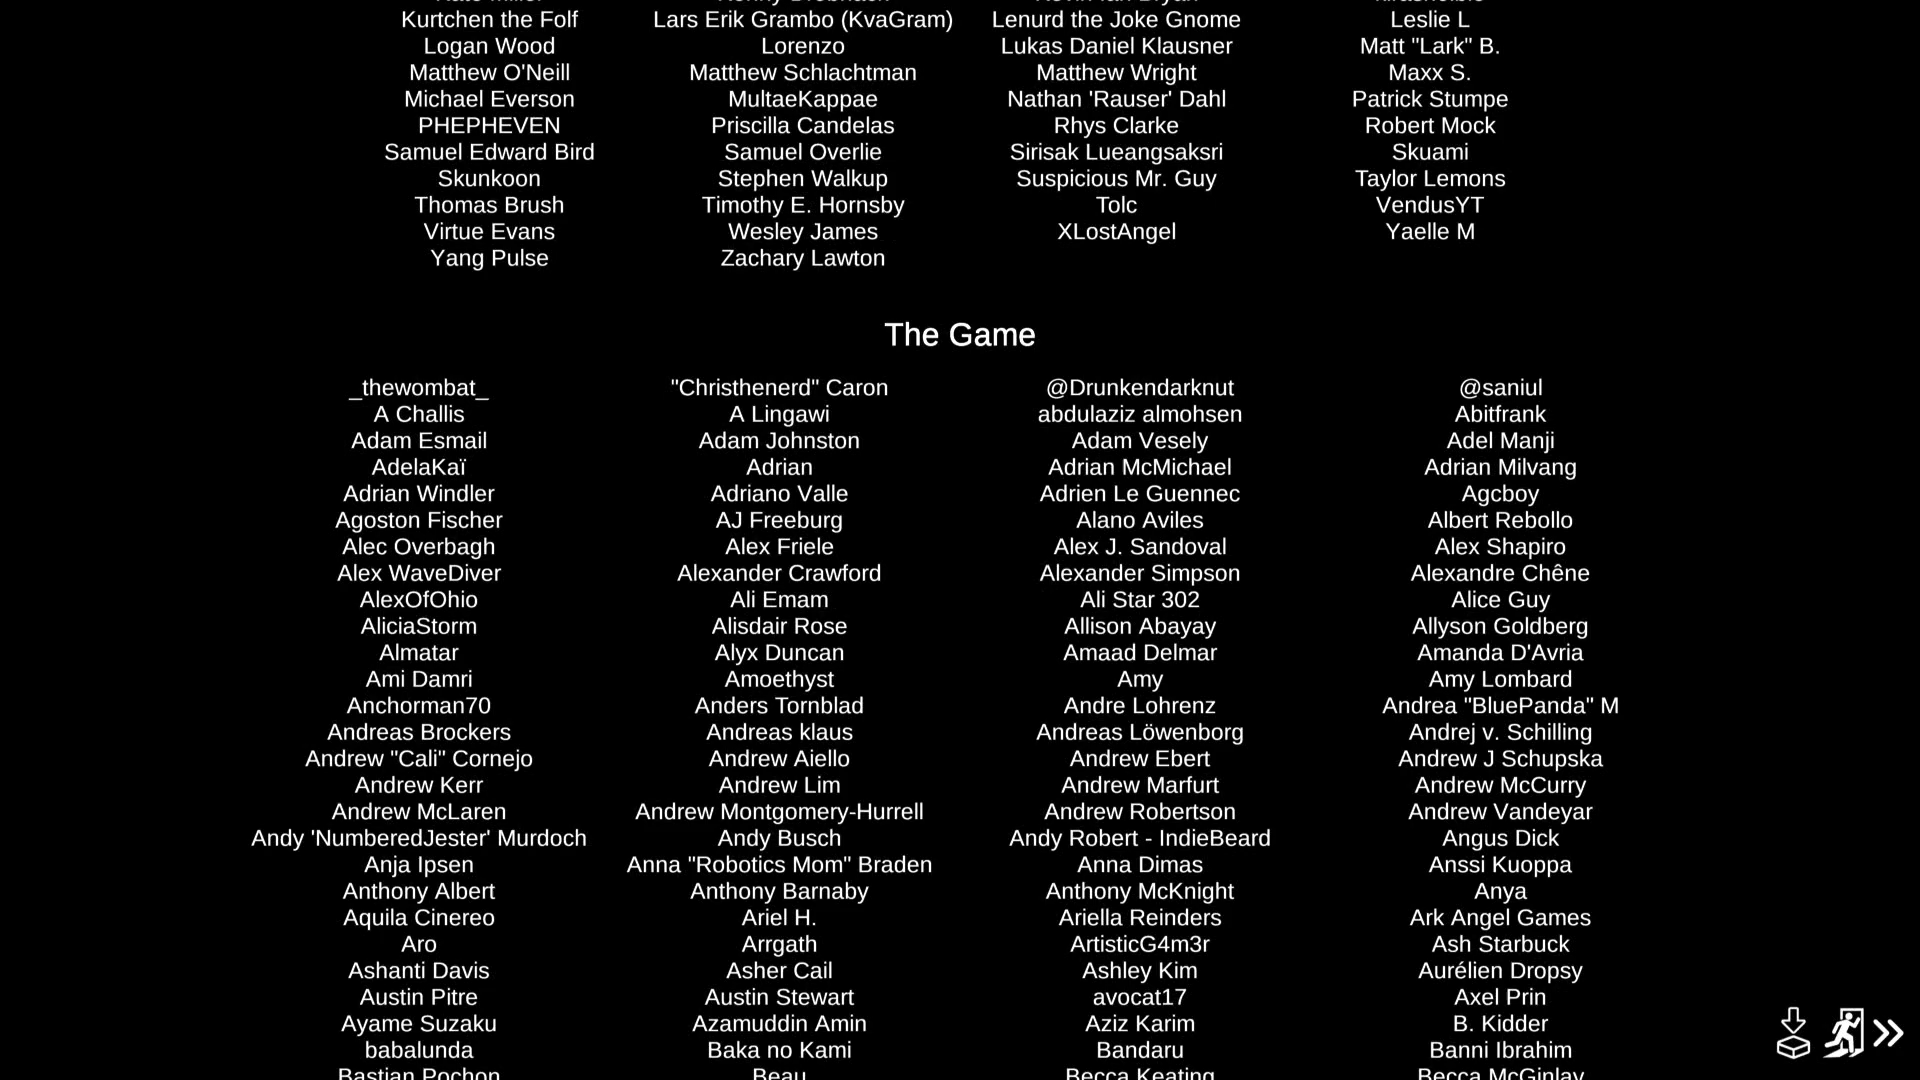 Kurtchen the Folf Lars Erik Grambo (KvaGram) Lenurd the Joke Gnome Leslie L
Logan Wood Lorenzo Lukas Daniel Klausner Matt "Lark" B.
Matthew O'Neill Matthew Schlachtman Matthew Wright Maxx S.
Michael Everson MultaeKappae Nathan 'Rauser' Dahl Patrick Stumpe
PHEPHEVEN Priscilla Candelas Rhys Clarke Robert Mock
Samuel Edward Bird Samuel Overlie Sirisak Lueangsaksri Skuami
Skunkoon Stephen Walkup Suspicious Mr. Guy Taylor Lemons
Thomas Brush Timothy E. Hornsby Tolc VendusYT
Virtue Evans Wesley James XLostAngel Yaelle M
Yang Pulse Zachary Lawton
The Game
_thewombat_ "Christhenerd" Caron @Drunkendarknut @saniul
A Challis A Lingawi abdulaziz almohsen Abitfrank
Adam Esmail Adam Johnston Adam Vesely Adel Manji
AdelaKaï Adrian Adrian McMichael Adrian Milvang
Adrian Windler Adriano Valle Adrien Le Guennec Agcboy
Agoston Fischer AJ Freeburg Alano Aviles Albert Rebollo
Alec Overbagh Alex Friele Alex J. Sandoval Alex Shapiro
Alex WaveDiver Alexander Crawford Alexander Simpson Alexandre Chêne
AlexOfOhio Ali Emam Ali Star 302 Alice Guy
AliciaStorm Alisdair Rose Allison Abayay Allyson Goldberg
Almatar Alyx Duncan Amaad Delmar Amanda D'Avria
Ami Damri Amoethyst Amy Amy Lombard
Anchorman70 Anders Tornblad Andre Lohrenz Andrea "BluePanda" M
Andreas Brockers Andreas klaus Andreas Löwenborg Andrej v. Schilling
Andrew "Cali" Cornejo Andrew Aiello Andrew Ebert Andrew J Schupska
Andrew Kerr Andrew Lim Andrew Marfurt Andrew McCurry
Andrew McLaren Andrew Montgomery-Hurrell Andrew Robertson Andrew Vandeyar
Andy 'NumberedJester' Murdoch Andy Busch Andy Robert - IndieBeard Angus Dick
Anja Ipsen Anna "Robotics Mom" Braden Anna Dimas Anssi Kuoppa
Anthony Albert Anthony Barnaby Anthony McKnight Anya
Aquila Cinereo Ariel H. Ariella Reinders Ark Angel Games
Aro Arrgath ArtisticG4m3r Ash Starbuck
Ashanti Davis Asher Cail Ashley Kim Aurélien Dropsy
Austin Pitre Austin Stewart avocat17 Axel Prin
Ayame Suzaku Azamuddin Amin Aziz Karim B. Kidder
babalunda Baka no Kami Bandaru Banni Ibrahim
Bastian Pochon Beau Becca Keating Becca McGinlay